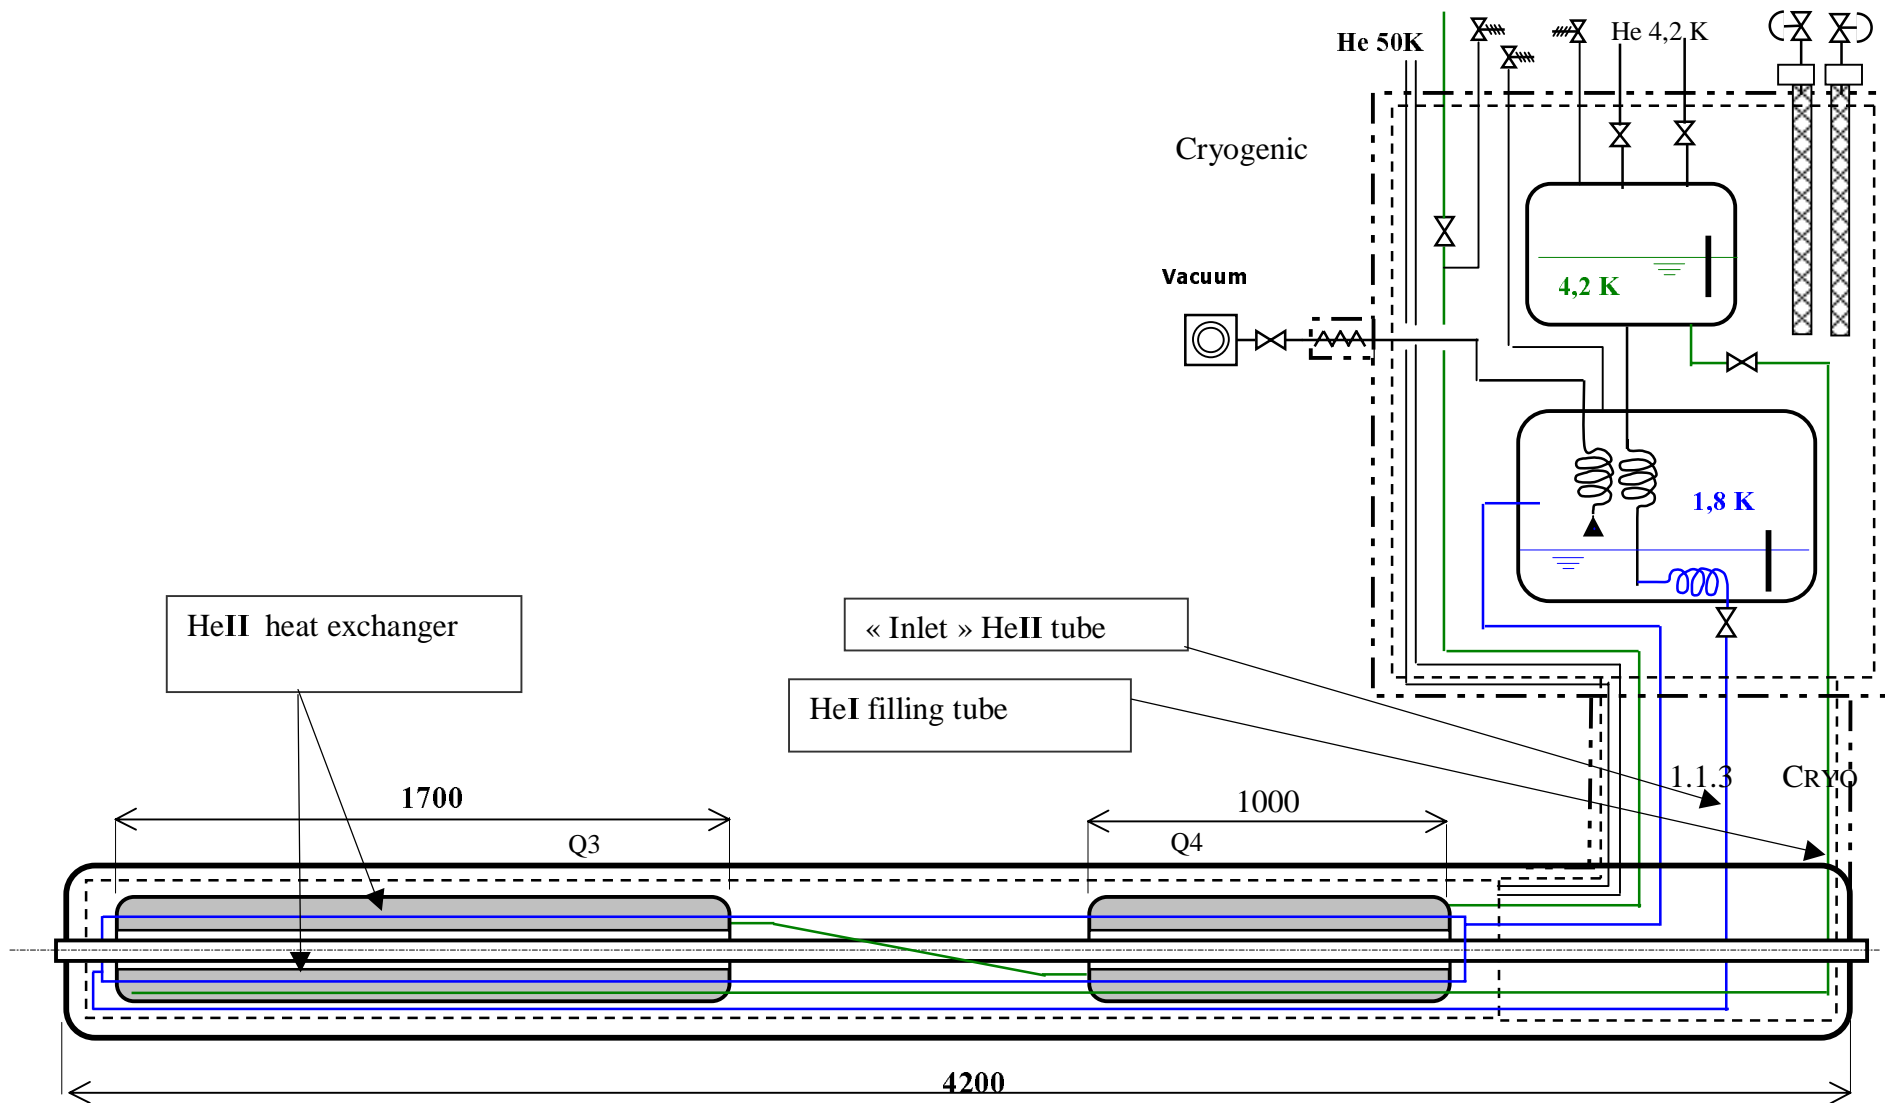 He 50K
He 4,2 K
Cryogenic
Vacuum
4,2 K
1,8 K
HeII heat exchanger
« Inlet » HeII tube
HeI filling tube
1.1.3 CRYO
1700
1000
Q3
Q4
4200